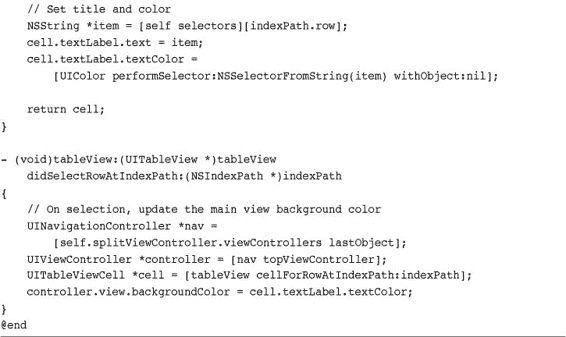 // Set title and color
NSString *item = [self selectors][indexPath.row];
cell.textLabel.text = item;
cell.textLabel.textColor =
[UIColor performSelector:NSSelectorFromString(item) withObject:nil];
return cell;
}
- (void)tableView:(UITableView *)tableView
didSelectRowAtIndexPath:(NSIndexPath *)indexPath
{
// On selection, update the main view background color
UINavigationController *nav =
[self.splitViewController.viewControllers lastObject];
UIViewController *controller = [nav topViewController];
UITableViewCell *cell = [tableView cellForRowAtIndexPath:indexPath];
controller.view.backgroundColor = cell.textLabel.textColor;
}
@end